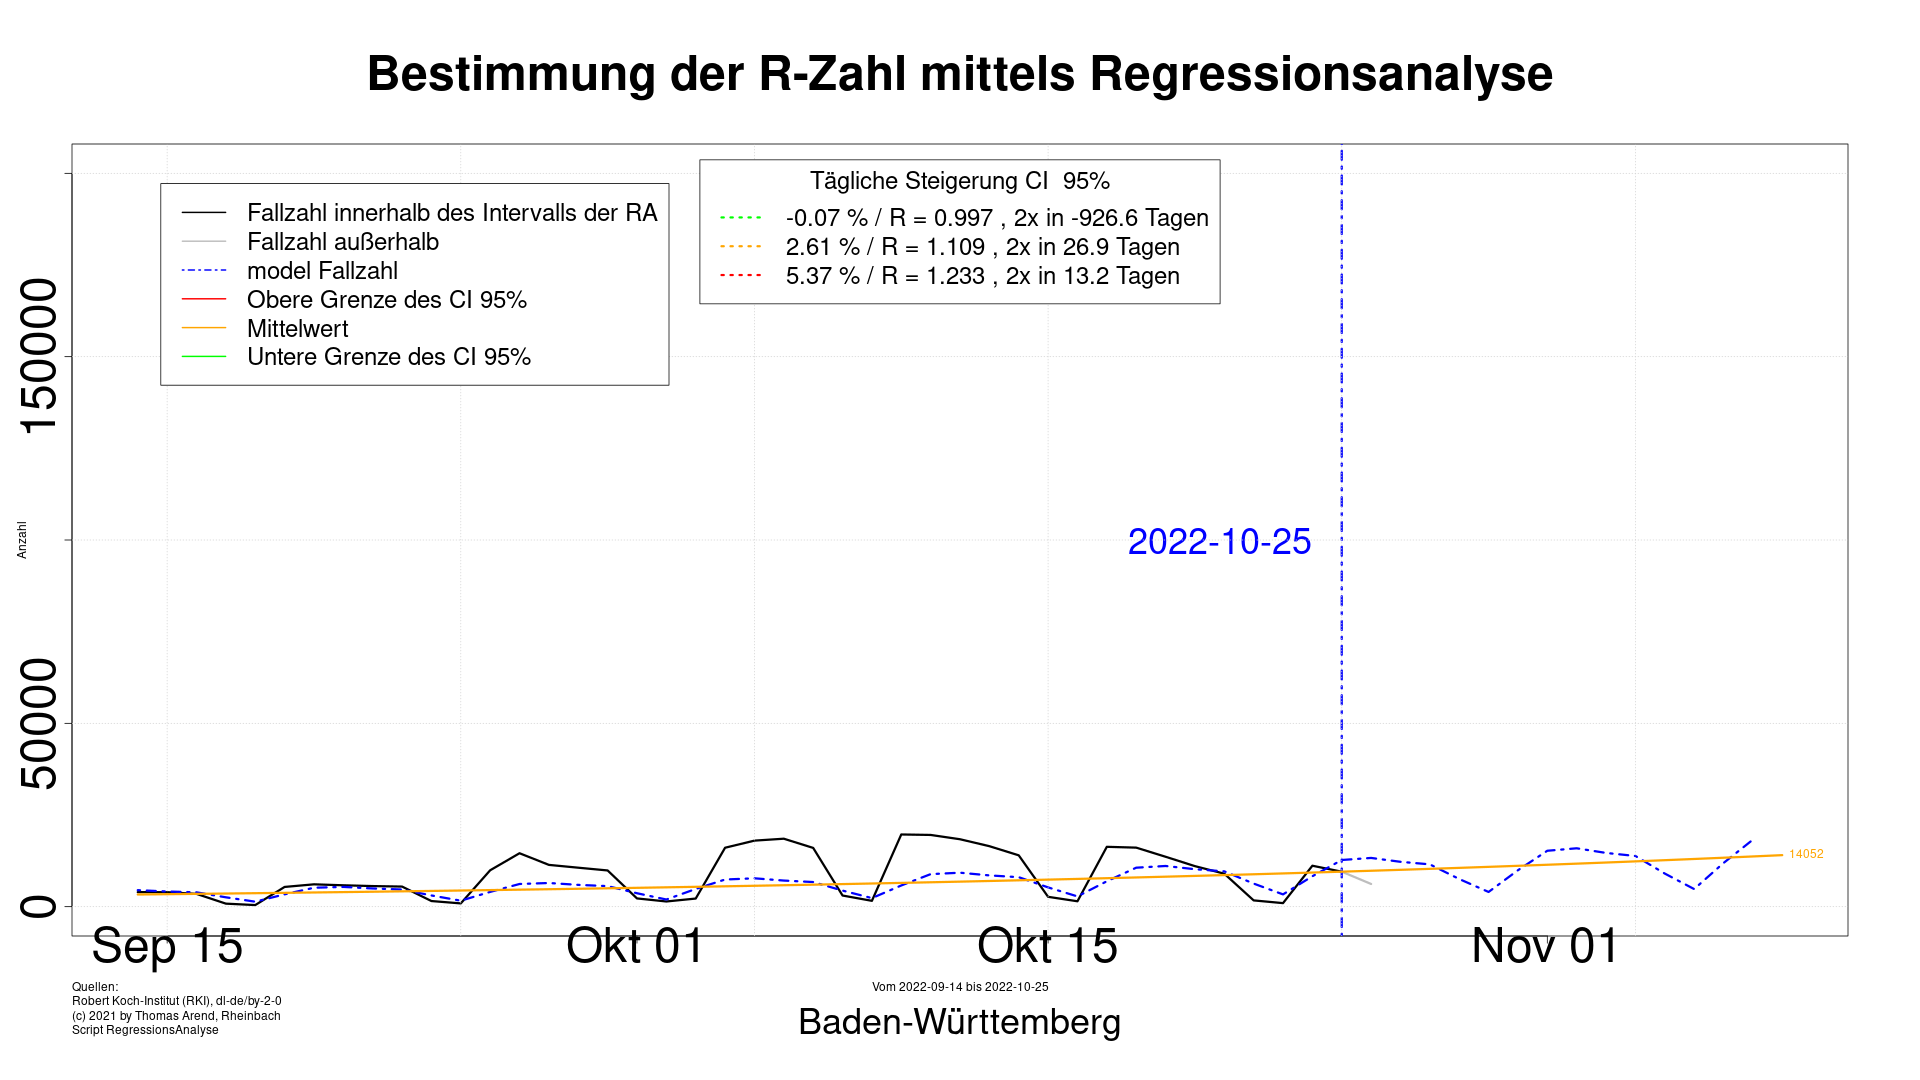 Bestimmung der R-Zahl mittels Regressionsanalyse
Fallzahl innerhalb des Intervalls der RA
Fallzahl außerhalb
model Fallzahl
Obere Grenze des CI 95%
Mittelwert
Untere Grenze des CI 95%
Tägliche Steigerung CI  95%
-0.07 % / R = 0.997 , 2x in -926.6 Tagen
2.61 % / R = 1.109 , 2x in 26.9 Tagen
5.37 % / R = 1.233 , 2x in 13.2 Tagen
150000
50000
0
Anzahl
2022-10-25
14052
Sep 15
Okt 01
Okt 15
Nov 01
Quellen:
Robert Koch-Institut (RKI), dl-de/by-2-0
(c) 2021 by Thomas Arend, Rheinbach
Script RegressionsAnalyse
Vom 2022-09-14 bis 2022-10-25
Baden-Württemberg